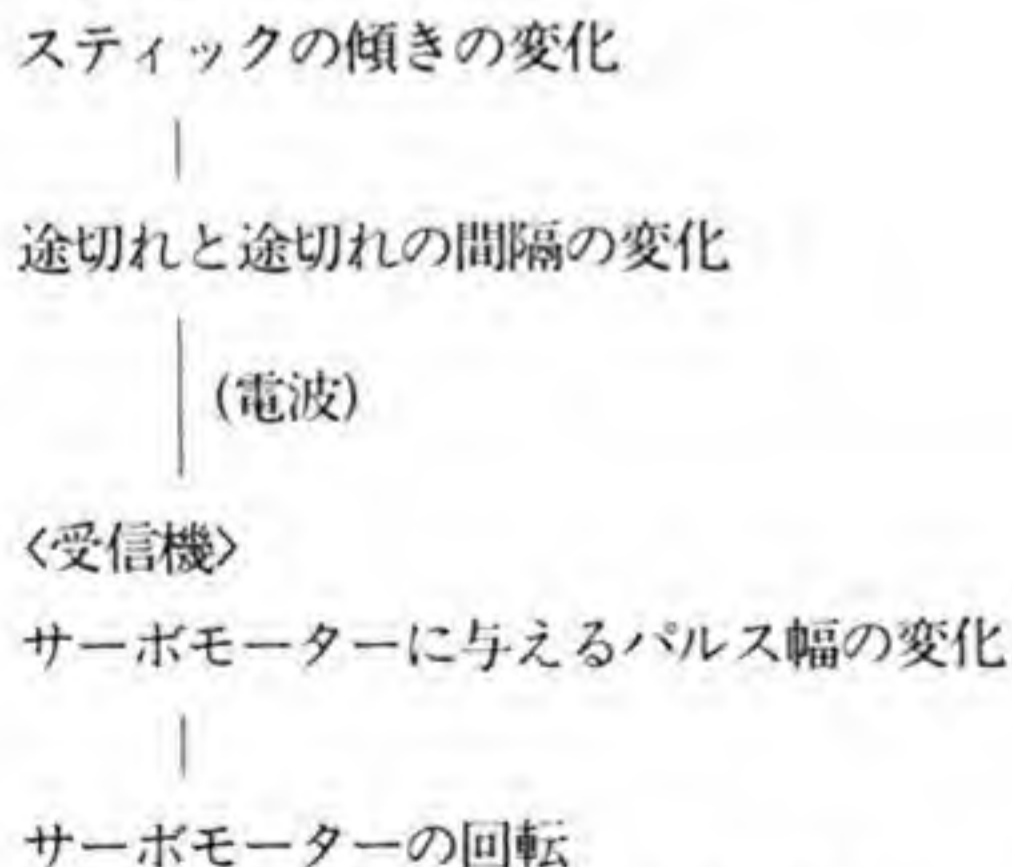 スティックの傾きの変化
途切れと途切れの間隔の変化
(電波)
〈受信機〉
サーボモーターに与えるパルス幅の変化
サーボモーターの回転